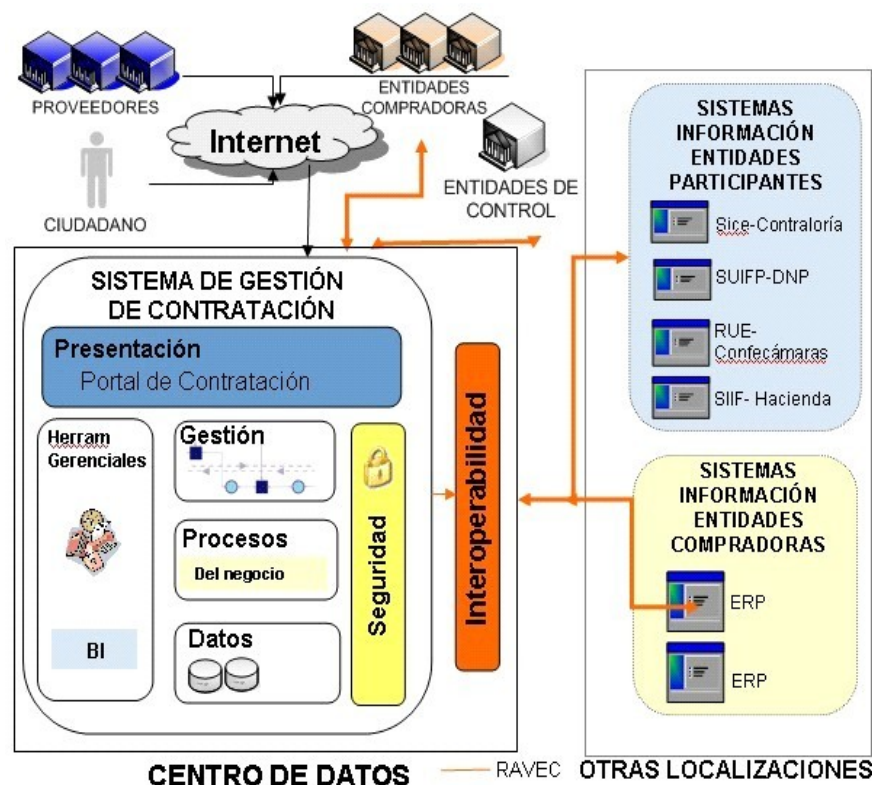 PROVEEDORES
ENTIDADES
COMPRADORAS
Internet
CIUDADANO
ENTIDADES DE
CONTROL
SISTEMA DE GESTIÓN
DE CONTRATACIÓN
Presentación
Portal de Contratación
Herram
Gerenciales
BI
Gestión
Procesos
Del negocio
Datos
Seguridad
Interoperabilidad
SISTEMAS
INFORMACIÓN
ENTIDADES
PARTICIPANTES
Sice-Contraloría
SUIFP-DNP
RUE-
Confecámaras
SIIF- Hacienda
SISTEMAS
INFORMACIÓN
ENTIDADES
COMPRADORAS
ERP
ERP
CENTRO DE DATOS
RAVEC
OTRAS LOCALIZACIONES